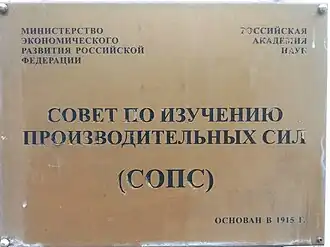 МИНИСТЕРСТВО
ЭКОНОМИЧЕСКОГО
РАЗВИТИЯ РОССИЙСКОЙ
ФЕДЕРАЦИИ
РОССИЙСКАЯ
АКАДЕМИЯ
НАУК
СОВЕТ ПО ИЗУЧЕНИЮ
ПРОИЗВОДИТЕЛЬНЫХ СИЛ
(СОПС)
ОСНОВАН В 1915 Г.